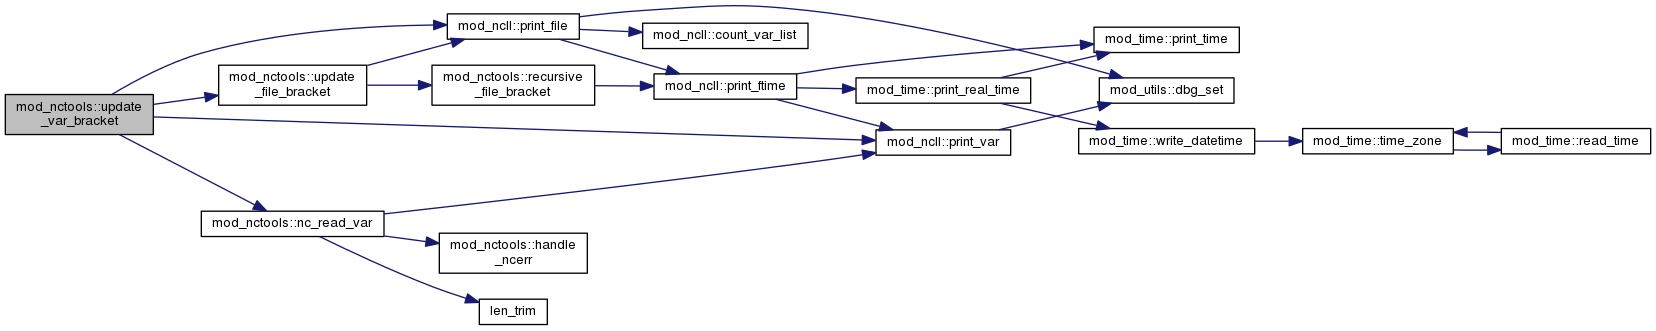 mod_ncll::print_file
mod_ncll::count_var_list
mod_time::print_time
mod_nctools::update
_file_bracket
mod_nctools::recursive
_file_bracket
mod_ncll::print_ftime
mod_time::print_real_time
mod_utils::dbg_set
mod_nctools::update
_var_bracket
mod_ncll::print_var
mod_time::write_datetime
mod_time::time_zone
mod_time::read_time
mod_nctools::nc_read_var
mod_nctools::handle
_ncerr
len_trim